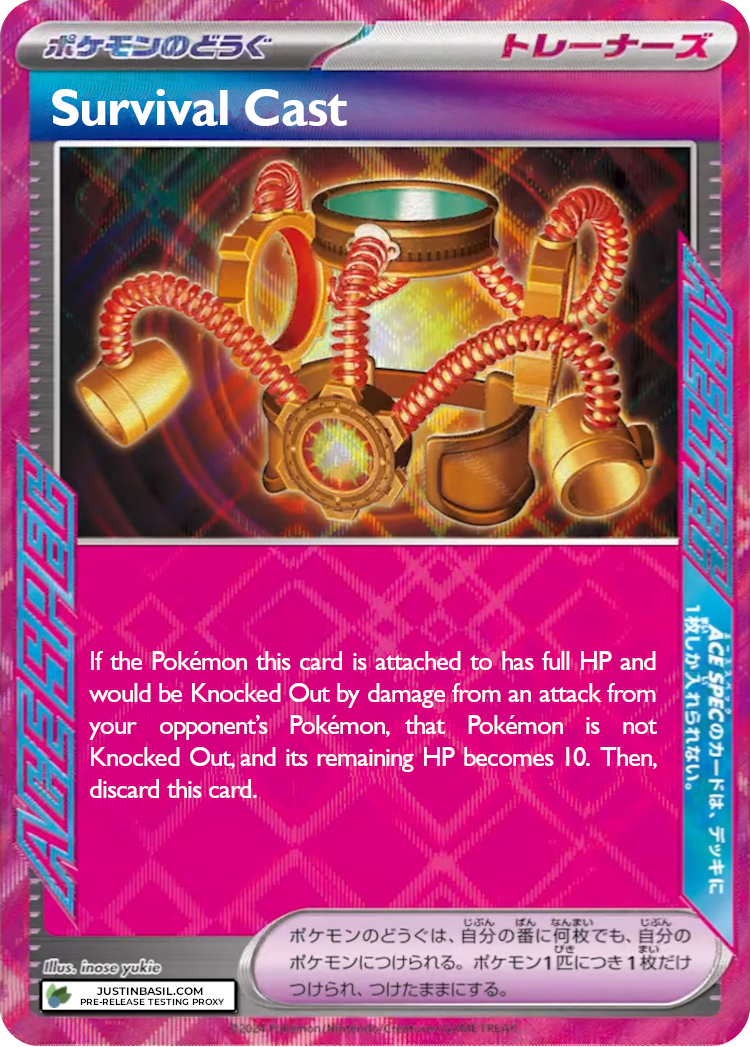 ポケモンのどうぐ
トレーナーズ
Survival Cast
ACE SPEC
ACE SPEC
If the Pokémon this card is attached to has full HP and
would be Knocked Out by damage from an attack from
your opponent's Pokémon, that Pokémon is not
Knocked Out, and its remaining HP becomes 10. Then,
discard this card.
ACE SPECのカードは、デッキに
1枚しか入れられない。
ポケモンのどうぐは、自分の番に何枚でも、自分の
ポケモンにつけられる。ポケモン1匹につき1枚だけ
つけられ、つけたままにする。
Illus. inose yukie
JUSTINBASIL.COM
PRE-RELEASE TESTING PROXY
©2024 Pokémon/Nintendo/Creatures/GAME FREAK